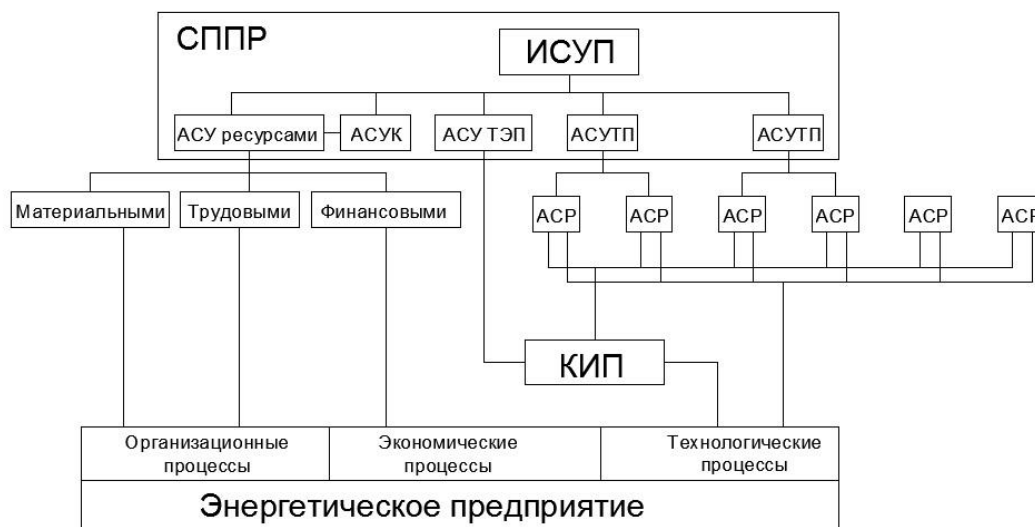 СППР
ИСУП
АСУ ресурсами
АСУК
АСУ ТЭП
АСУТП
АСУТП
Материальными
Трудовыми
Финансовыми
АСР
АСР
АСР
АСР
АСР
АСР
КИП
Организационные
процессы
Экономические
процессы
Технологические
процессы
Энергетическое предприятие